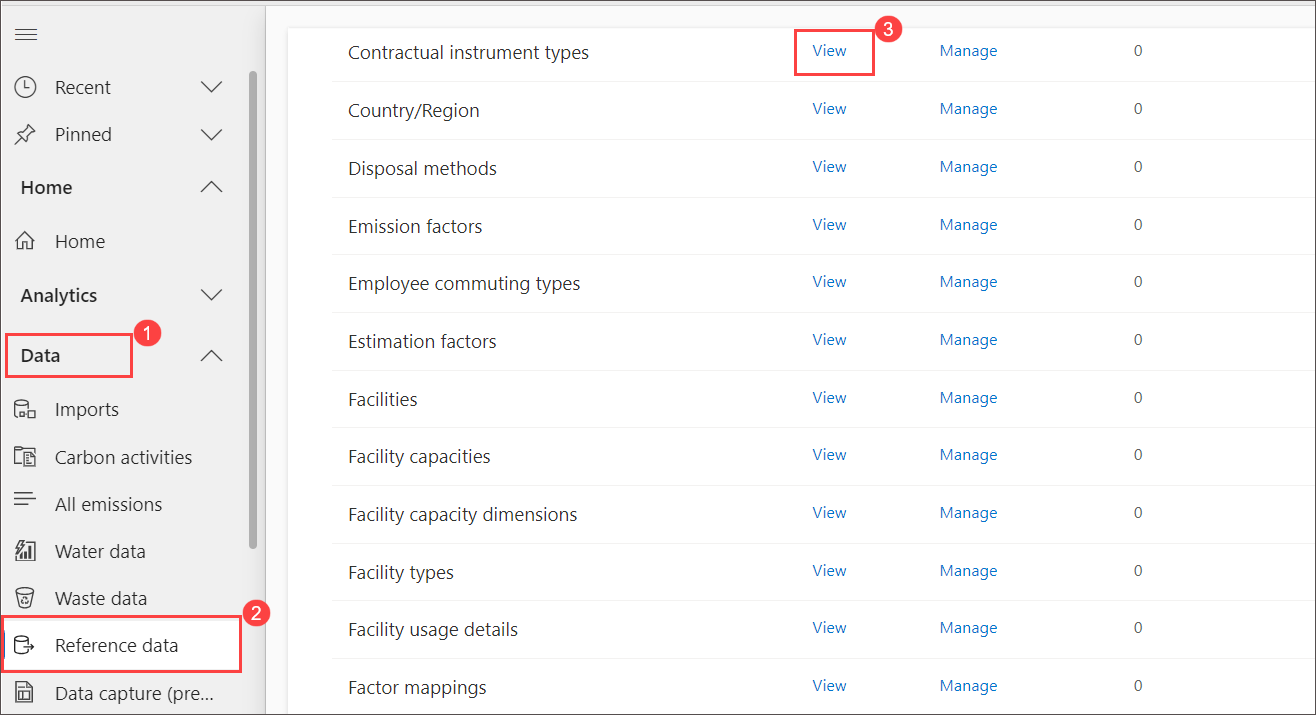 Recent
Pinned
Home
Home
Analytics
Data 1
Imports
Carbon activities
All emissions
Water data
Waste data
Reference data 2
Data capture (pre...
Contractual instrument types View 3 Manage 0
Country/Region View Manage 0
Disposal methods View Manage 0
Emission factors View Manage 0
Employee commuting types View Manage 0
Estimation factors View Manage 0
Facilities View Manage 0
Facility capacities View Manage 0
Facility capacity dimensions View Manage 0
Facility types View Manage 0
Facility usage details View Manage 0
Factor mappings View Manage 0